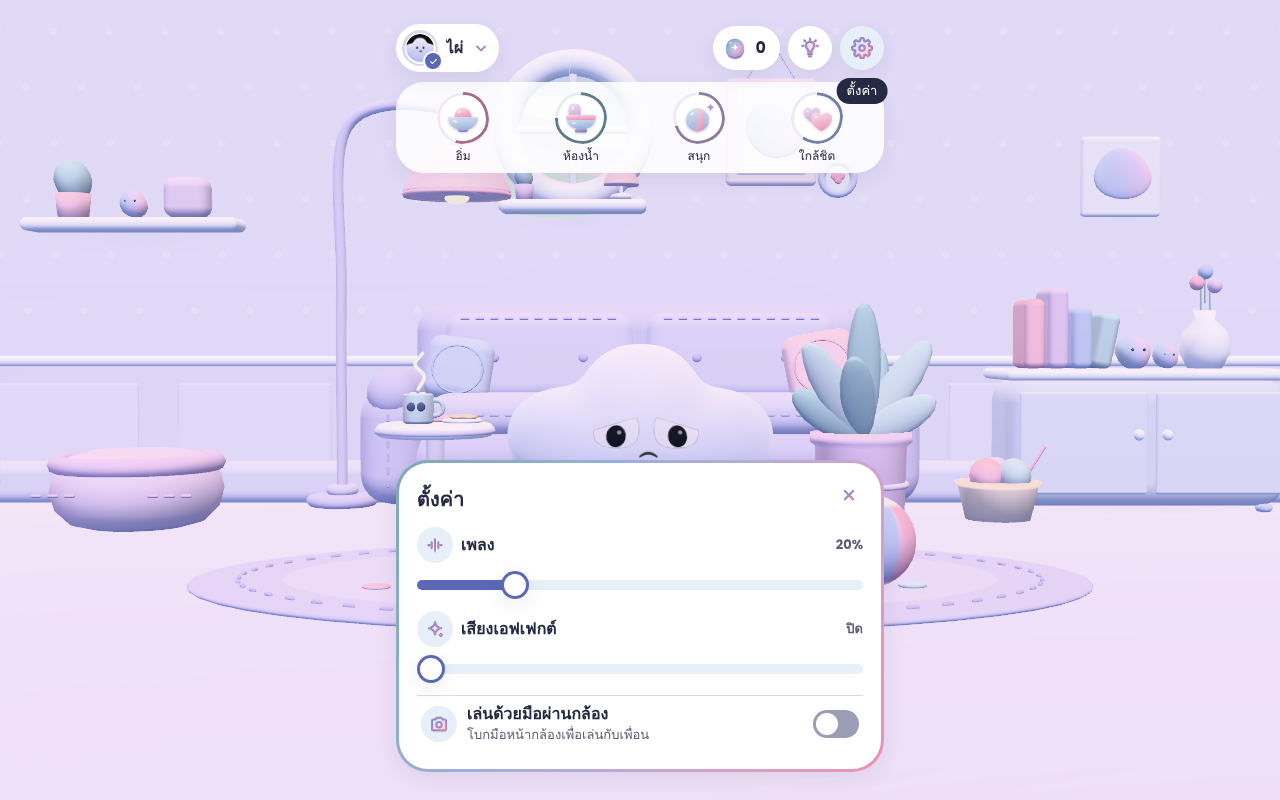 ไผ่
0
ตั้งค่า
อิ่ม
ห้องน้ำ
สนุก
ใกล้ชิด
ตั้งค่า
เพลง
20%
เสียงเอฟเฟกต์
ปิด
เล่นด้วยมือผ่านกล้อง
โบกมือหน้ากล้องเพื่อเล่นกับเพื่อน